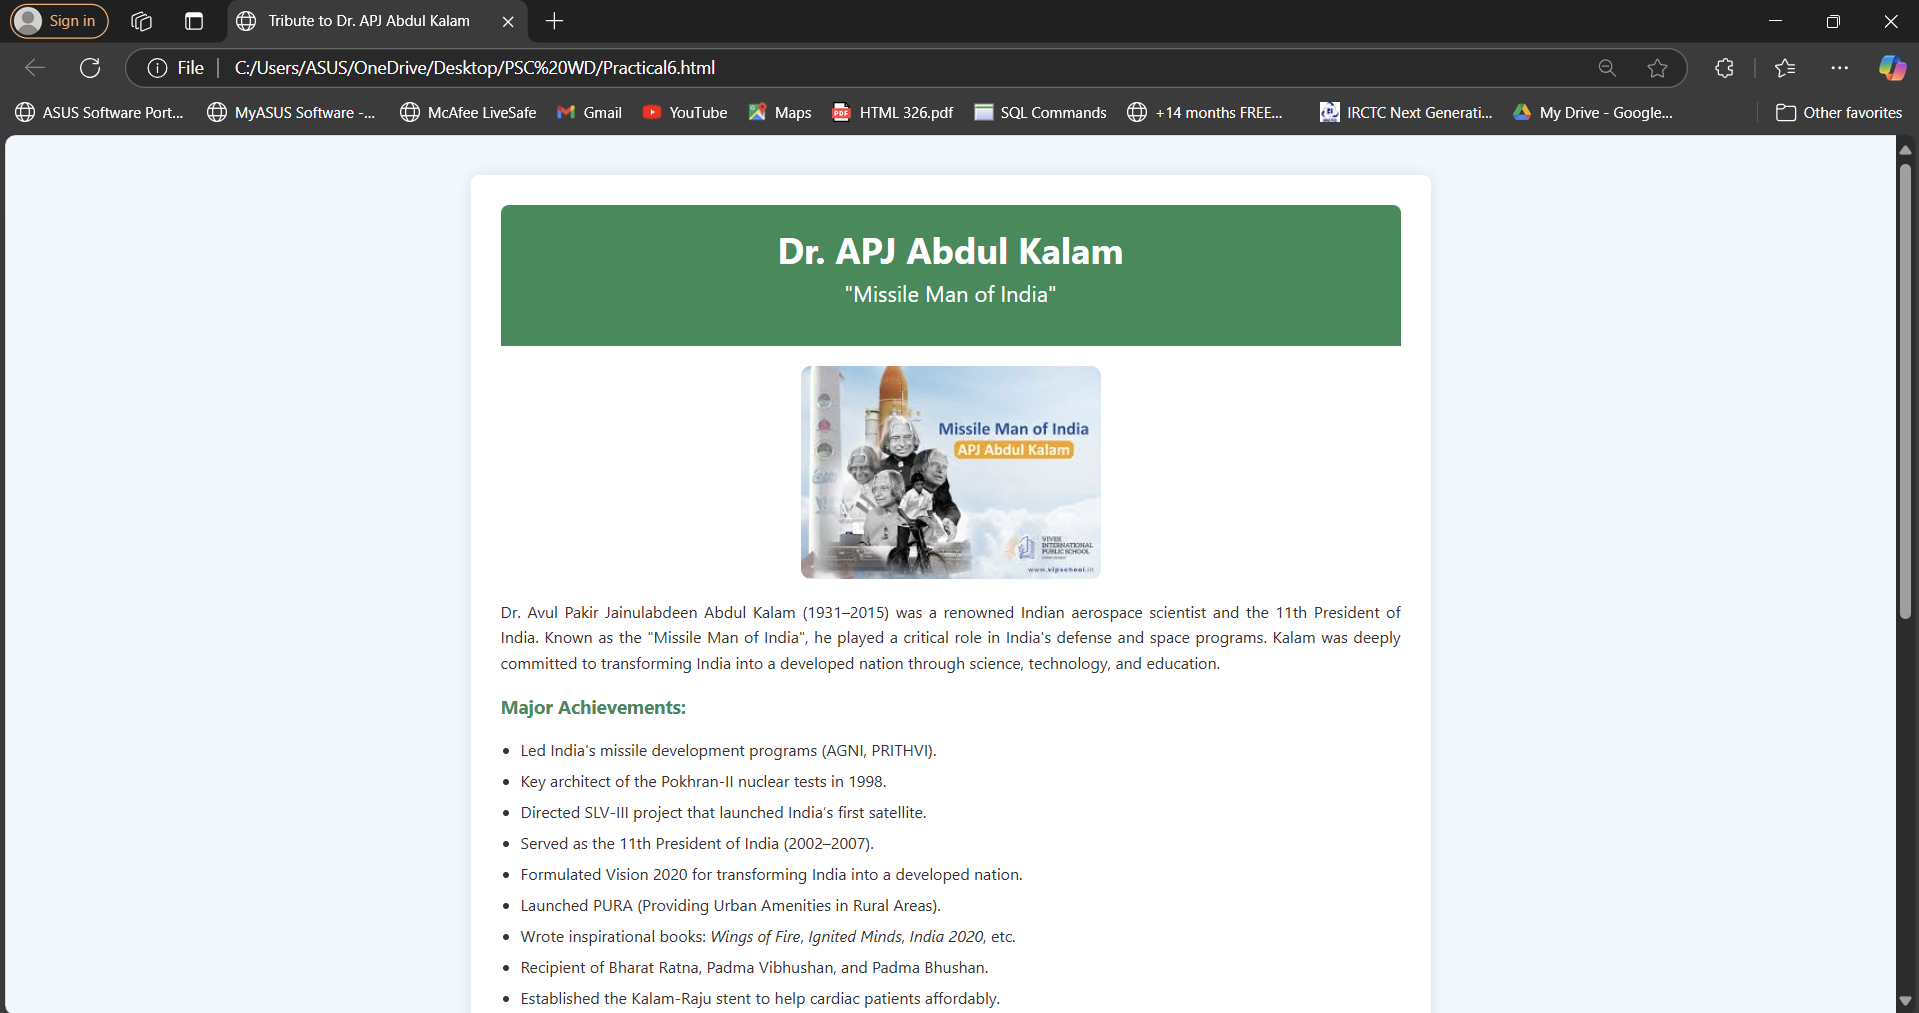 Sign in
Tribute to Dr. APJ Abdul Kalam
File
C:/Users/ASUS/OneDrive/Desktop/PSC%20WD/Practical6.html
ASUS Software Port...
MyASUS Software -...
McAfee LiveSafe
Gmail
YouTube
Maps
PDF
HTML 326.pdf
SQL Commands
+14 months FREE...
IRCTC Next Generati...
My Drive - Google...
Other favorites
Dr. APJ Abdul Kalam
"Missile Man of India"
Missile Man of India
APJ Abdul Kalam
VIVEK
INTERNATIONAL
PUBLIC SCHOOL
www.vipschool.in
Dr. Avul Pakir Jainulabdeen Abdul Kalam (1931–2015) was a renowned Indian aerospace scientist and the 11th President of
India. Known as the "Missile Man of India", he played a critical role in India's defense and space programs. Kalam was deeply
committed to transforming India into a developed nation through science, technology, and education.
Major Achievements:
• Led India's missile development programs (AGNI, PRITHVI).
• Key architect of the Pokhran-II nuclear tests in 1998.
• Directed SLV-III project that launched India's first satellite.
• Served as the 11th President of India (2002–2007).
• Formulated Vision 2020 for transforming India into a developed nation.
• Launched PURA (Providing Urban Amenities in Rural Areas).
• Wrote inspirational books: Wings of Fire, Ignited Minds, India 2020, etc.
• Recipient of Bharat Ratna, Padma Vibhushan, and Padma Bhushan.
• Established the Kalam-Raju stent to help cardiac patients affordably.